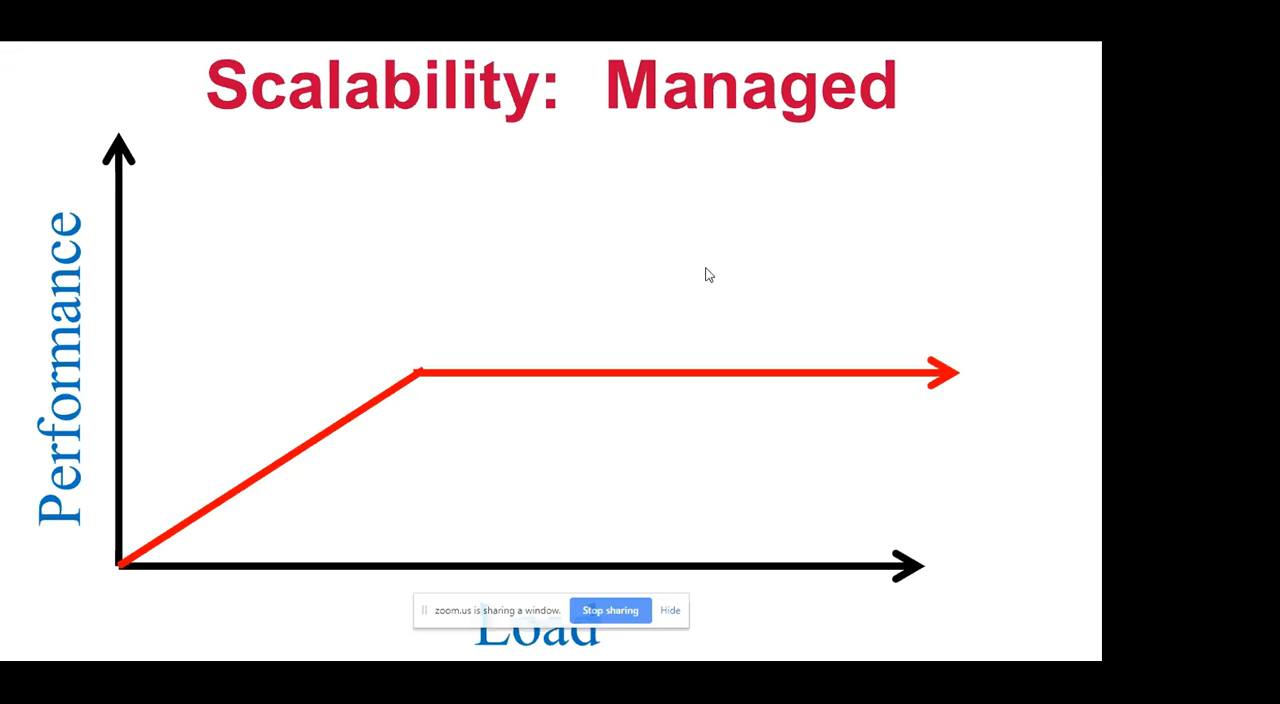 Scalability: Managed
Performance
zoom.us is sharing a window. Stop sharing Hide
Load